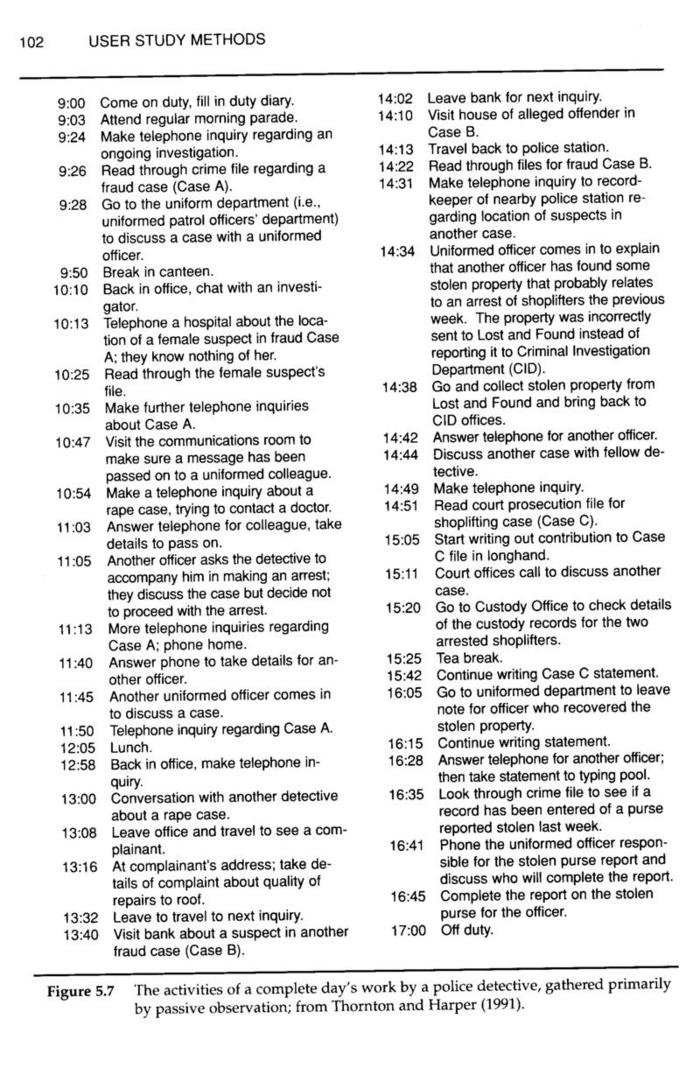 102 USER STUDY METHODS
9:00 Come on duty, fill in duty diary.
9:03 Attend regular morning parade.
9:24 Make telephone inquiry regarding an
ongoing investigation.
9:26 Read through crime file regarding a
fraud case (Case A).
9:28 Go to the uniform department (i.e.,
uniformed patrol officers' department)
to discuss a case with a uniformed
officer.
9:50 Break in canteen.
10:10 Back in office, chat with an investi-
gator.
10:13 Telephone a hospital about the loca-
tion of a female suspect in fraud Case
A; they know nothing of her.
10:25 Read through the female suspect's
file.
10:35 Make further telephone inquiries
about Case A.
10:47 Visit the communications room to
make sure a message has been
passed on to a uniformed colleague.
10:54 Make a telephone inquiry about a
rape case, trying to contact a doctor.
11:03 Answer telephone for colleague, take
details to pass on.
11:05 Another officer asks the detective to
accompany him in making an arrest;
they discuss the case but decide not
to proceed with the arrest.
11:13 More telephone inquiries regarding
Case A; phone home.
11:40 Answer phone to take details for an-
other officer.
11:45 Another uniformed officer comes in
to discuss a case.
11:50 Telephone inquiry regarding Case A.
12:05 Lunch.
12:58 Back in office, make telephone in-
quiry.
13:00 Conversation with another detective
about a rape case.
13:08 Leave office and travel to see a com-
plainant.
13:16 At complainant's address; take de-
tails of complaint about quality of
repairs to roof.
13:32 Leave to travel to next inquiry.
13:40 Visit bank about a suspect in another
fraud case (Case B).
14:02 Leave bank for next inquiry.
14:10 Visit house of alleged offender in
Case B.
14:13 Travel back to police station.
14:22 Read through files for fraud Case B.
14:31 Make telephone inquiry to record-
keeper of nearby police station re-
garding location of suspects in
another case.
14:34 Uniformed officer comes in to explain
that another officer has found some
stolen property that probably relates
to an arrest of shoplifters the previous
week. The property was incorrectly
sent to Lost and Found instead of
reporting it to Criminal Investigation
Department (CID).
14:38 Go and collect stolen property from
Lost and Found and bring back to
CID offices.
14:42 Answer telephone for another officer.
14:44 Discuss another case with fellow de-
tective.
14:49 Make telephone inquiry.
14:51 Read court prosecution file for
shoplifting case (Case C).
15:05 Start writing out contribution to Case
C file in longhand.
15:11 Court offices call to discuss another
case.
15:20 Go to Custody Office to check details
of the custody records for the two
arrested shoplifters.
15:25 Tea break.
15:42 Continue writing Case C statement.
16:05 Go to uniformed department to leave
note for officer who recovered the
stolen property.
16:15 Continue writing statement.
16:28 Answer telephone for another officer;
then take statement to typing pool.
16:35 Look through crime file to see if a
record has been entered of a purse
reported stolen last week.
16:41 Phone the uniformed officer respon-
sible for the stolen purse report and
discuss who will complete the report.
16:45 Complete the report on the stolen
purse for the officer.
17:00 Off duty.
Figure 5.7 The activities of a complete day's work by a police detective, gathered primarily
by passive observation; from Thornton and Harper (1991).